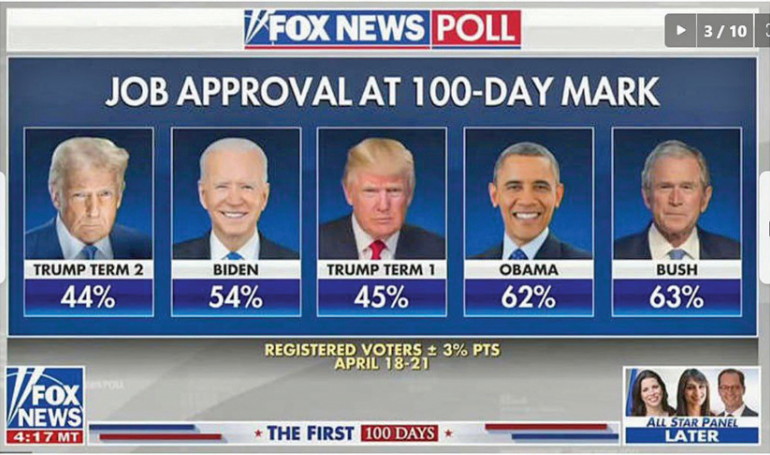 FOX NEWS POLL
3 / 10
JOB APPROVAL AT 100-DAY MARK
TRUMP TERM 2
44%
BIDEN
54%
TRUMP TERM 1
45%
OBAMA
62%
BUSH
63%
REGISTERED VOTERS ± 3% PTS
APRIL 18-21
FOX
NEWS
4:17 MT
THE FIRST 100 DAYS
ALL STAR PANEL
LATER